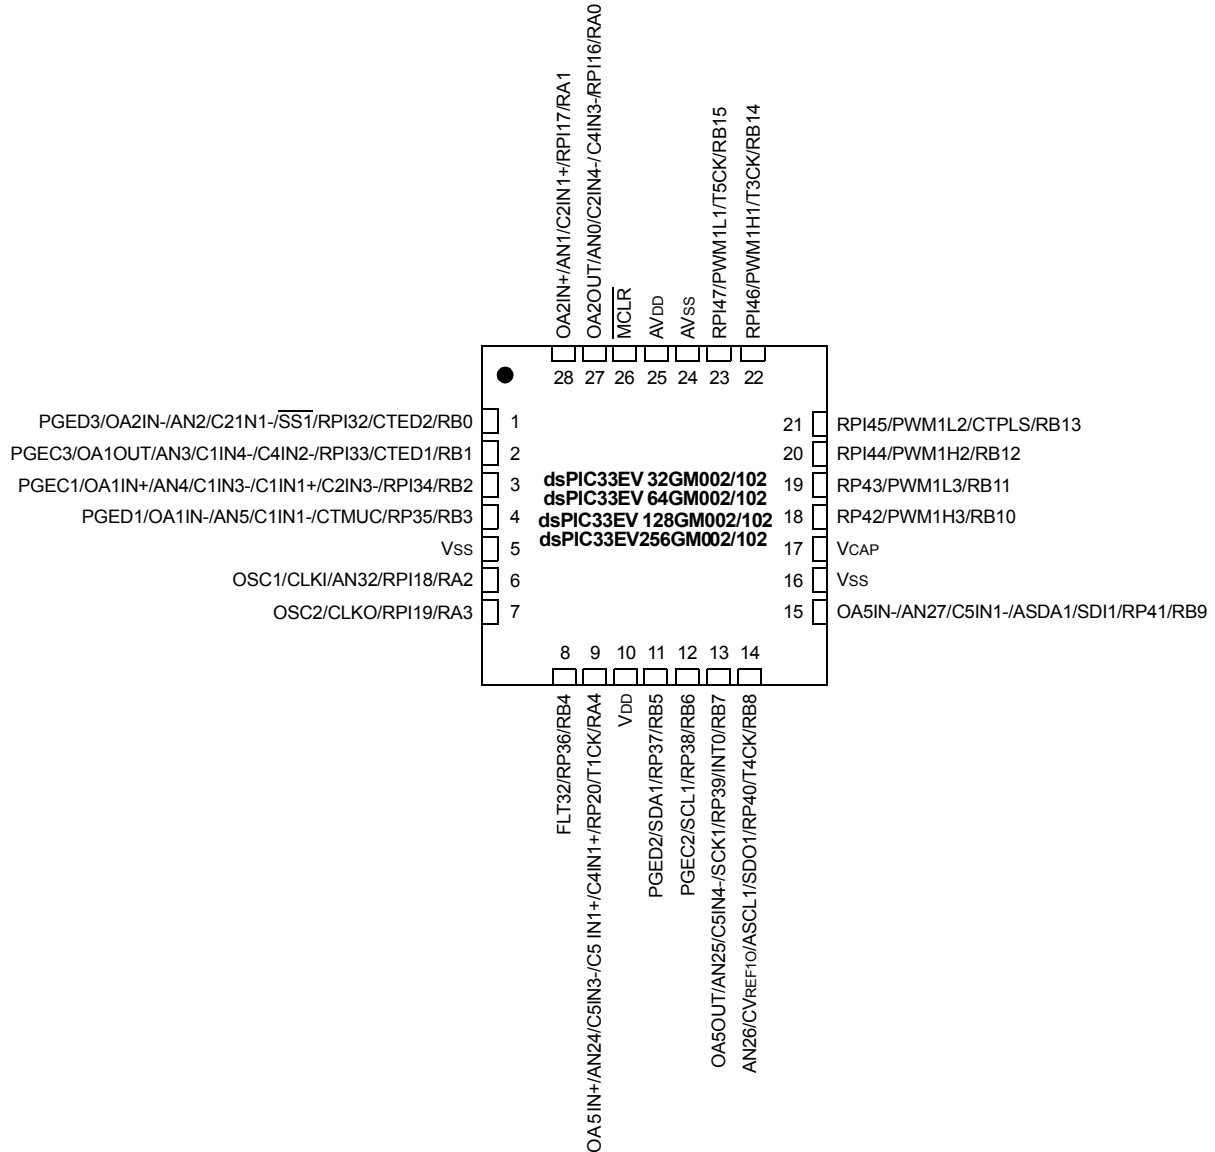 OA2IN+/AN1/C2IN1+/RPI17/RA1
OA2OUT/AN0/C2IN4-/C4IN3-/RPI16/RA0
MCLR
AVDD
AVSS
RPI47/PWM1L1/T5CK/RB15
RPI46/PWM1H1/T3CK/RB14
28 27 26 25 24 23 22
PGED3/OA2IN-/AN2/C21N1-/SS1/RPI32/CTED2/RB0 1
PGEC3/OA1OUT/AN3/C1IN4-/C4IN2-/RPI33/CTED1/RB1 2
PGEC1/OA1IN+/AN4/C1IN3-/C1IN1+/C2IN3-/RPI34/RB2 3
PGED1/OA1IN-/AN5/C1IN1-/CTMUC/RP35/RB3 4
VSS 5
OSC1/CLKI/AN32/RPI18/RA2 6
OSC2/CLKO/RPI19/RA3 7
dsPIC33EV 32GM002/102
dsPIC33EV 64GM002/102
dsPIC33EV 128GM002/102
dsPIC33EV256GM002/102
21 RPI45/PWM1L2/CTPLS/RB13
20 RPI44/PWM1H2/RB12
19 RP43/PWM1L3/RB11
18 RP42/PWM1H3/RB10
17 VCAP
16 VSS
15 OA5IN-/AN27/C5IN1-/ASDA1/SDI1/RP41/RB9
8 9 10 11 12 13 14
FLT32/RP36/RB4
OA5IN+/AN24/C5IN3-/C5 IN1+/C4IN1+/RP20/T1CK/RA4
VDD
PGED2/SDA1/RP37/RB5
PGEC2/SCL1/RP38/RB6
OA5OUT/AN25/C5IN4-/SCK1/RP39/INT0/RB7
AN26/CVREF1O/ASCL1/SDO1/RP40/T4CK/RB8